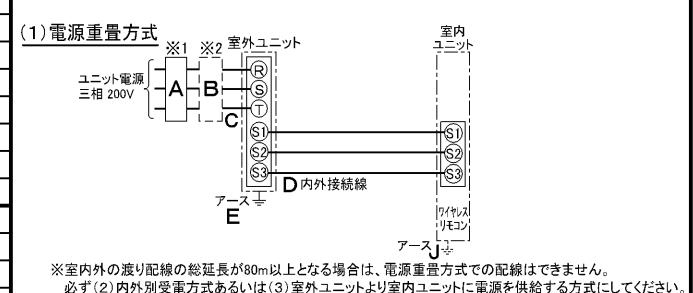 (1)電源重畳方式
※1 ※2 室外ユニット
室内
ユニット
ユニット電源
三相 200V
A B
R
S
T
C
S1 S1
S2 S2
S3 S3
D 内外接続線
アース
E
ワイヤレス
リモコン
アース J
※室内外の渡り配線の総延長が80m以上となる場合は、電源重畳方式での配線はできません。
必ず(2)内外別受電方式あるいは(3)室外ユニットより室内ユニットに電源を供給する方式にしてください。